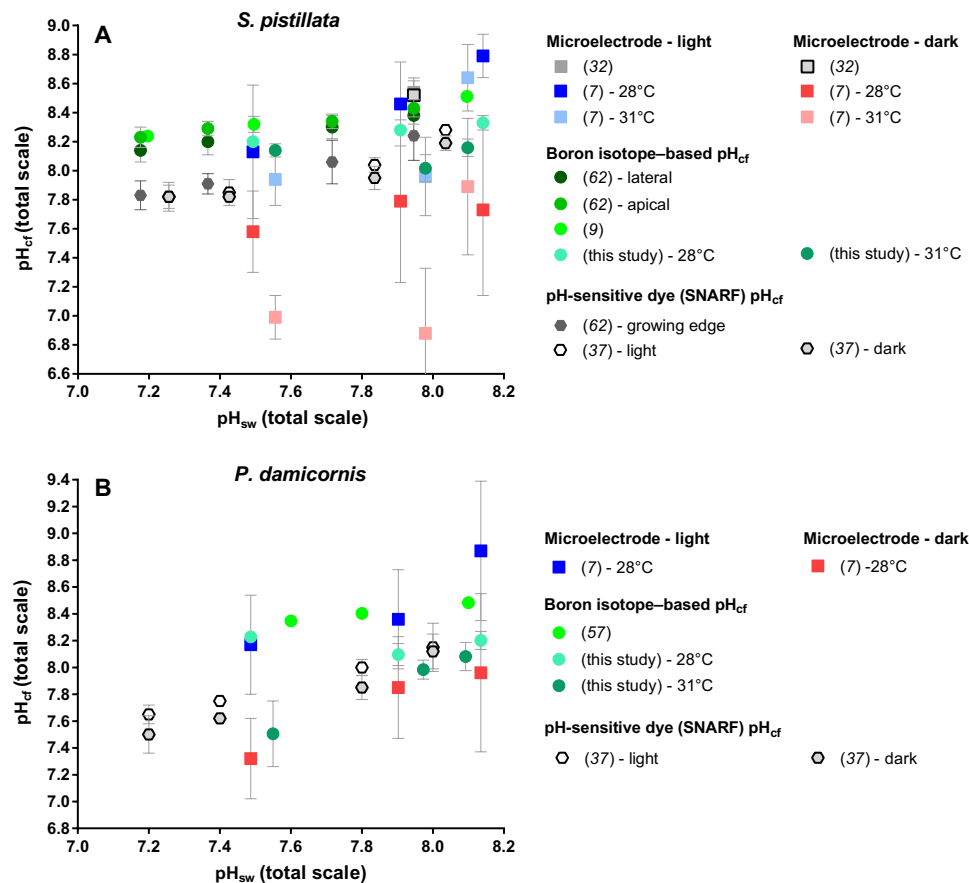 S. pistillata
A
9.0
8.8
8.6
8.4
8.2
8.0
7.8
7.6
7.4
7.2
7.0
6.8
6.6
pHcf (total scale)
7.0 7.2 7.4 7.6 7.8 8.0 8.2
pHsw (total scale)
Microelectrode - light
(32)
(7) - 28°C
(7) - 31°C
Microelectrode - dark
(32)
(7) - 28°C
(7) - 31°C
Boron isotope–based pHcf
(62) - lateral
(62) - apical
(9)
(this study) - 28°C
(this study) - 31°C
pH-sensitive dye (SNARF) pHcf
(62) - growing edge
(37) - light
(37) - dark
P. damicornis
B
9.4
9.2
9.0
8.8
8.6
8.4
8.2
8.0
7.8
7.6
7.4
7.2
7.0
6.8
pHcf (total scale)
7.0 7.2 7.4 7.6 7.8 8.0 8.2
pHsw (total scale)
Microelectrode - light
(7) - 28°C
Microelectrode - dark
(7) -28°C
Boron isotope–based pHcf
(57)
(this study) - 28°C
(this study) - 31°C
pH-sensitive dye (SNARF) pHcf
(37) - light
(37) - dark